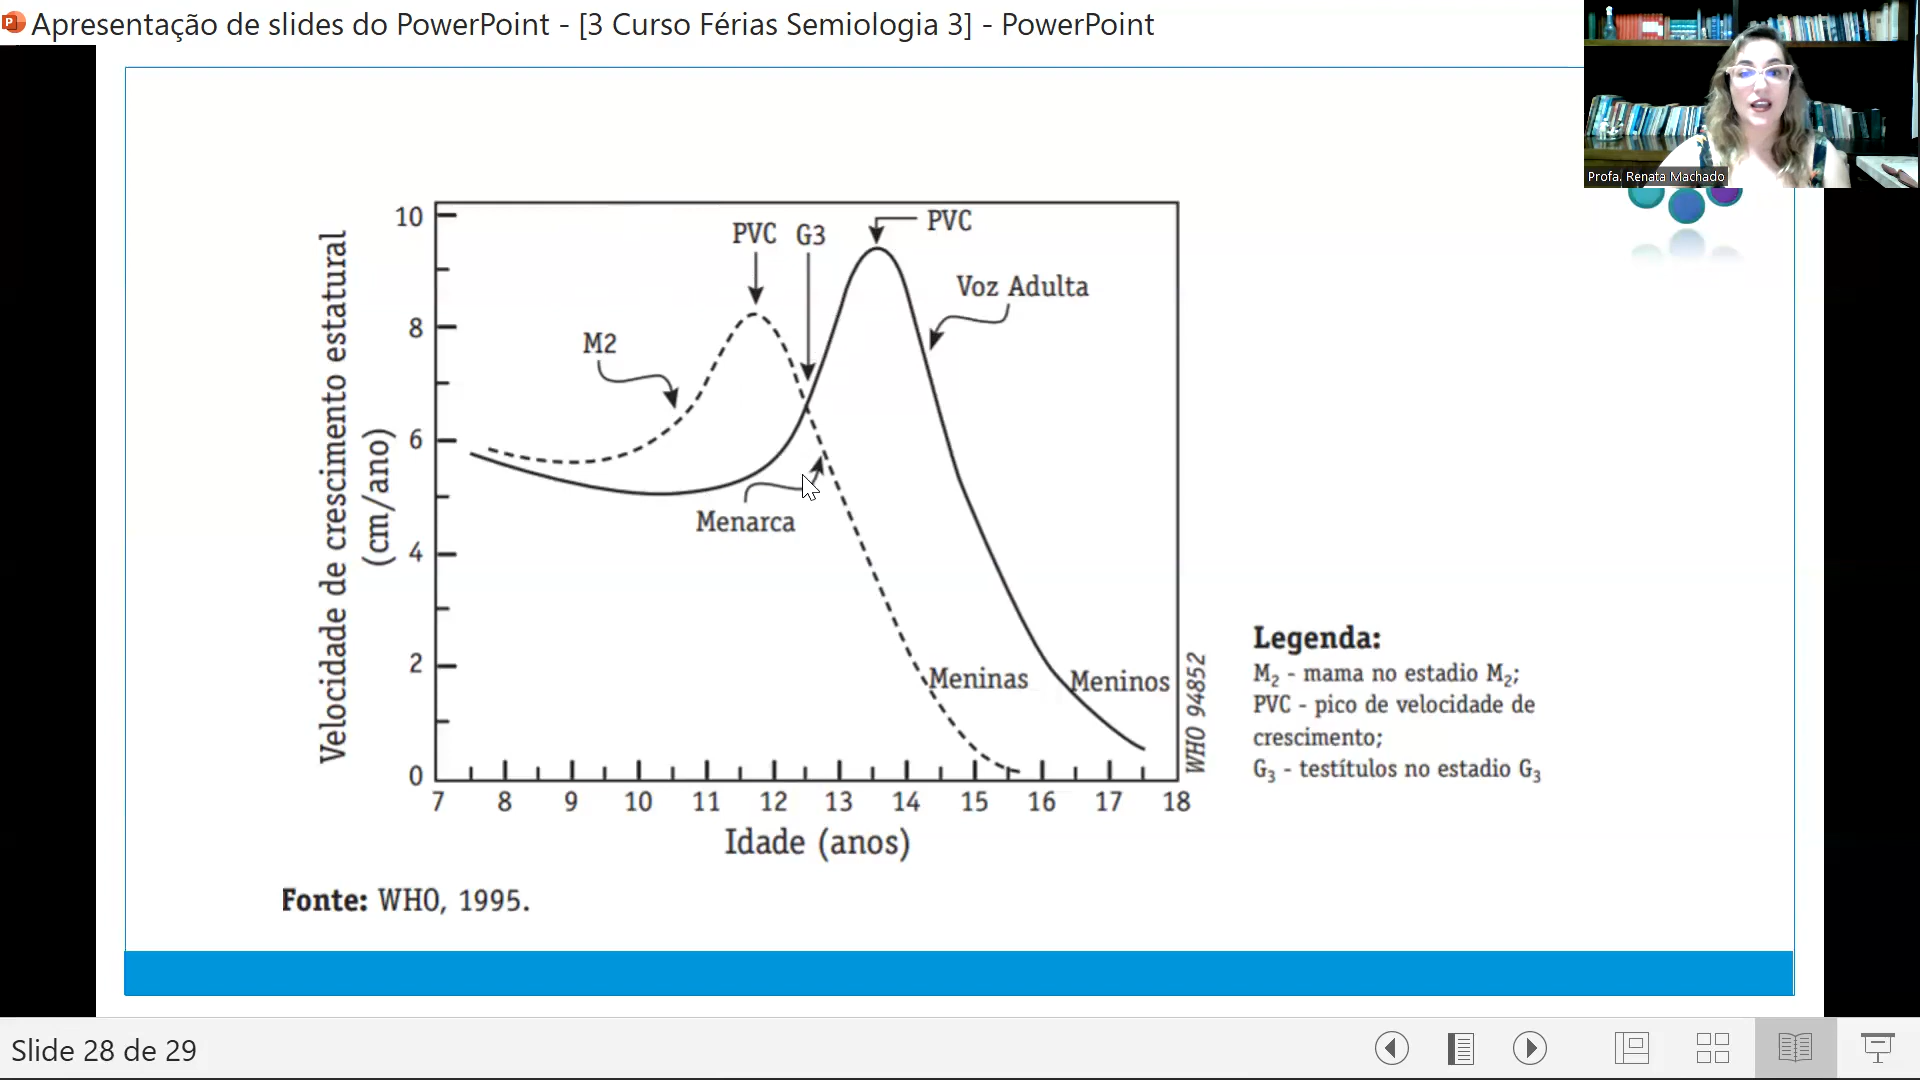 Apresentação de slides do PowerPoint - [3 Curso Férias Semiologia 3] - PowerPoint
Profa. Renata Machado
Velocidade de crescimento estatural
(cm/ano)
10
8
6
4
2
0
PVC
G3
PVC
Voz Adulta
M2
Menarca
Meninas
Meninos
WHO 94852
7 8 9 10 11 12 13 14 15 16 17 18
Idade (anos)
Legenda:
M₂ - mama no estadio M₂;
PVC - pico de velocidade de
crescimento;
G₃ - testítulos no estadio G₃
Fonte: WHO, 1995.
Slide 28 de 29